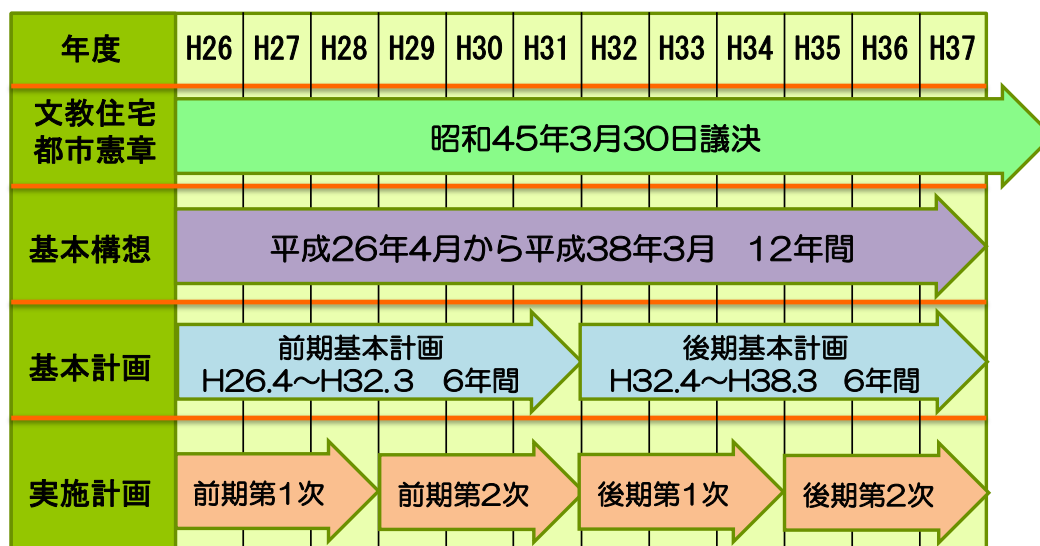 年度 H26 H27 H28 H29 H30 H31 H32 H33 H34 H35 H36 H37
文教住宅
都市憲章
昭和45年3月30日議決
基本構想
平成26年4月から平成38年3月　12年間
基本計画
前期基本計画
H26.4～H32.3　6年間
後期基本計画
H32.4～H38.3　6年間
実施計画
前期第1次
前期第2次
後期第1次
後期第2次